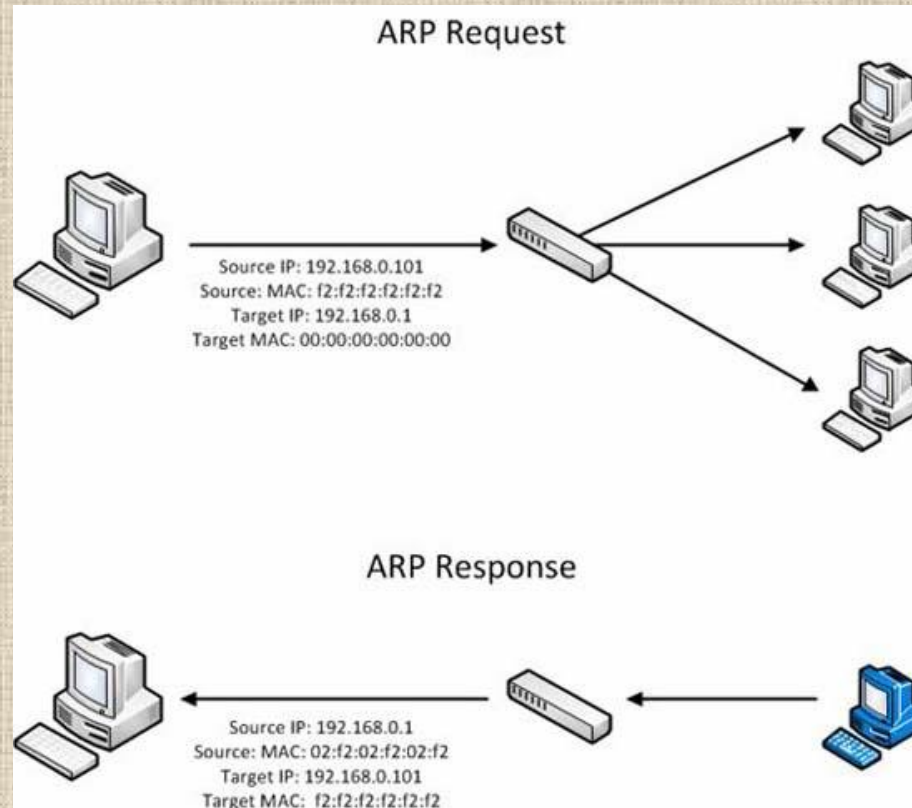 ARP Request
Source IP: 192.168.0.101
Source: MAC: f2:f2:f2:f2:f2:f2
Target IP: 192.168.0.1
Target MAC: 00:00:00:00:00:00
ARP Response
Source IP: 192.168.0.1
Source: MAC: 02:f2:02:f2:02:f2
Target IP: 192.168.0.101
Target MAC: f2:f2:f2:f2:f2:f2